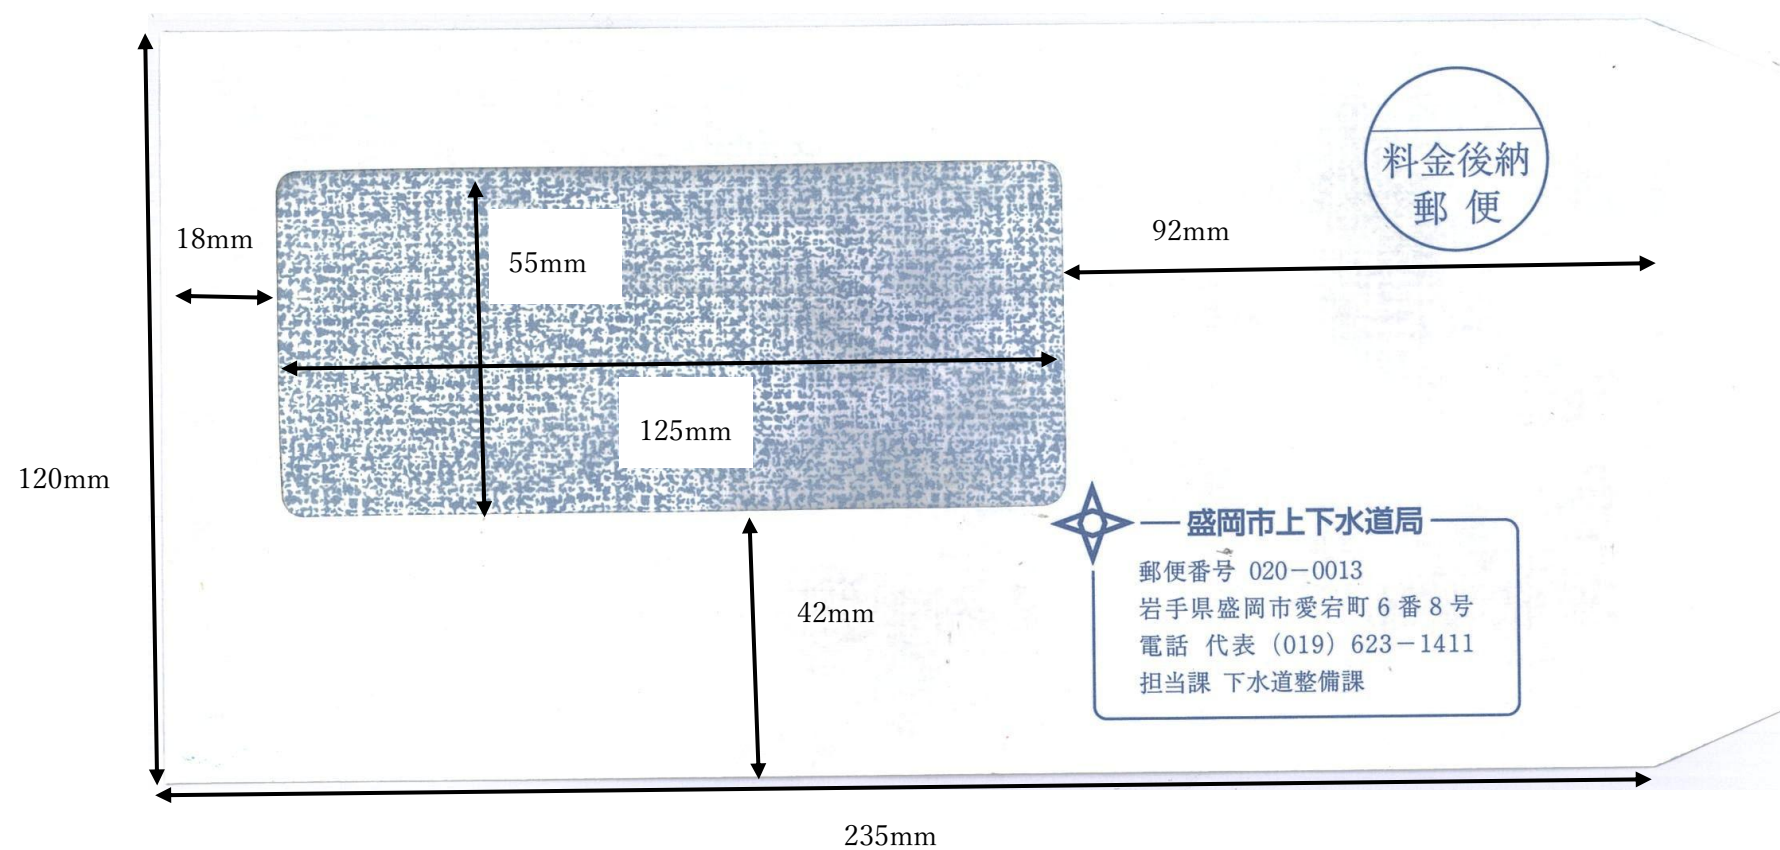 料金後納
郵便
18mm
92mm
55mm
125mm
120mm
盛岡市上下水道局
郵便番号 020－0013
岩手県盛岡市愛宕町6番8号
電話 代表（019）623－1411
担当課 下水道整備課
42mm
235mm